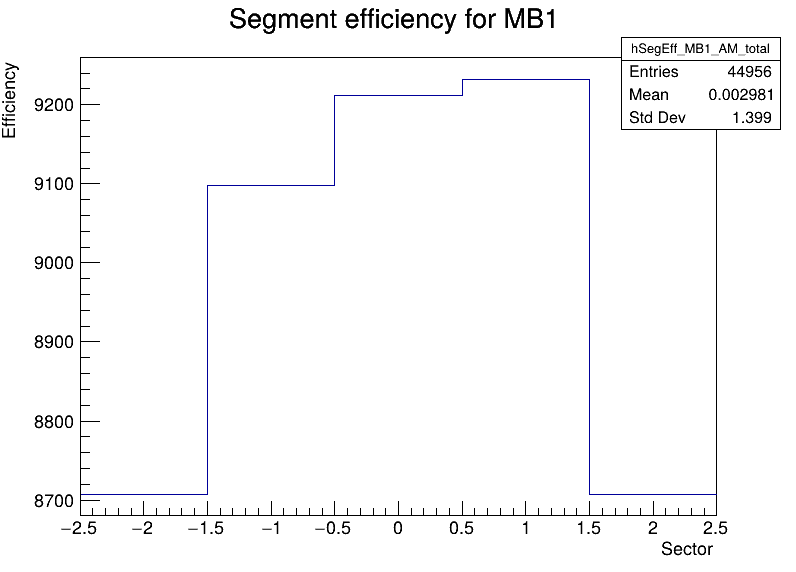 Segment efficiency for MB1
hSegEff_MB1_AM_total
Entries 44956
Mean 0.002981
Std Dev 1.399
Efficiency
9200
9100
9000
8900
8800
8700
−2.5 −2 −1.5 −1 −0.5 0 0.5 1 1.5 2 2.5
Sector